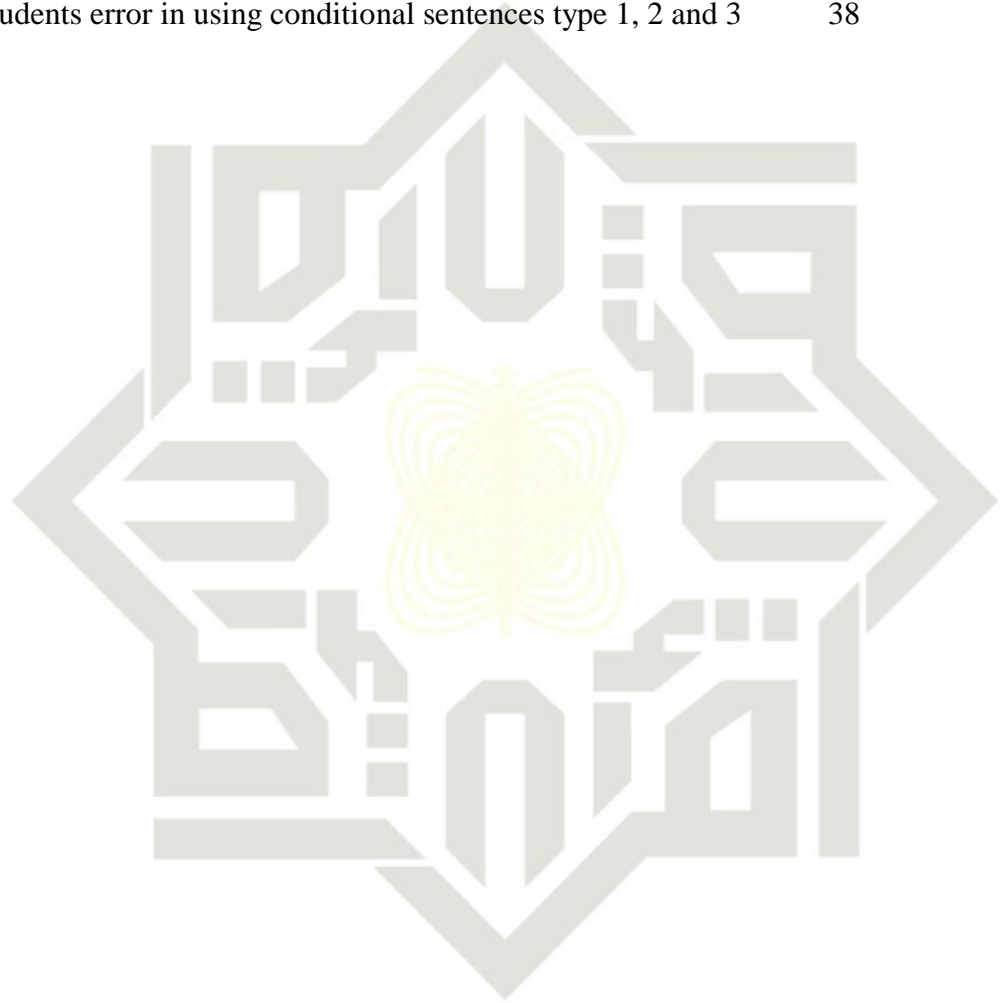 udents error in using conditional sentences type 1, 2 and 3 38